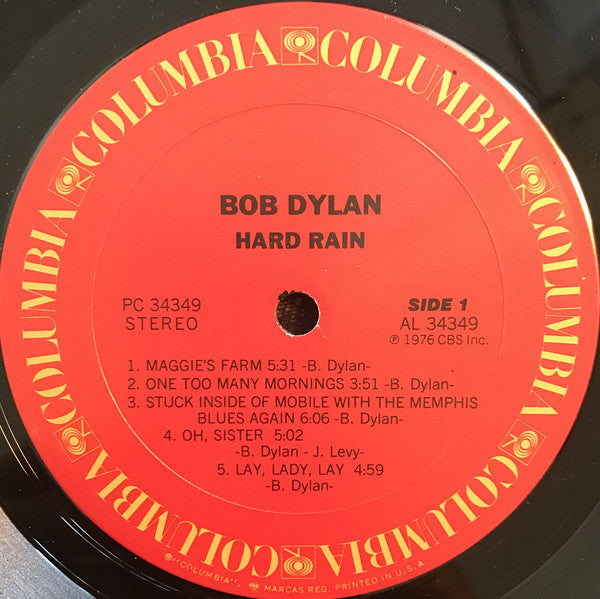 COLUMBIA COLUMBIA COLUMBIA COLUMBIA COLUMBIA COLUMBIA
BOB DYLAN
HARD RAIN
PC 34349
STEREO
SIDE 1
AL 34349
℗ 1976 CBS Inc.
1. MAGGIE'S FARM 5:31 -B. Dylan-
2. ONE TOO MANY MORNINGS 3:51 -B. Dylan-
3. STUCK INSIDE OF MOBILE WITH THE MEMPHIS
BLUES AGAIN 6:06 -B. Dylan-
4. OH, SISTER 5:02
-B. Dylan - J. Levy-
5. LAY, LADY, LAY 4:59
-B. Dylan-
®"COLUMBIA", MARCAS REG. PRINTED IN U.S.A.